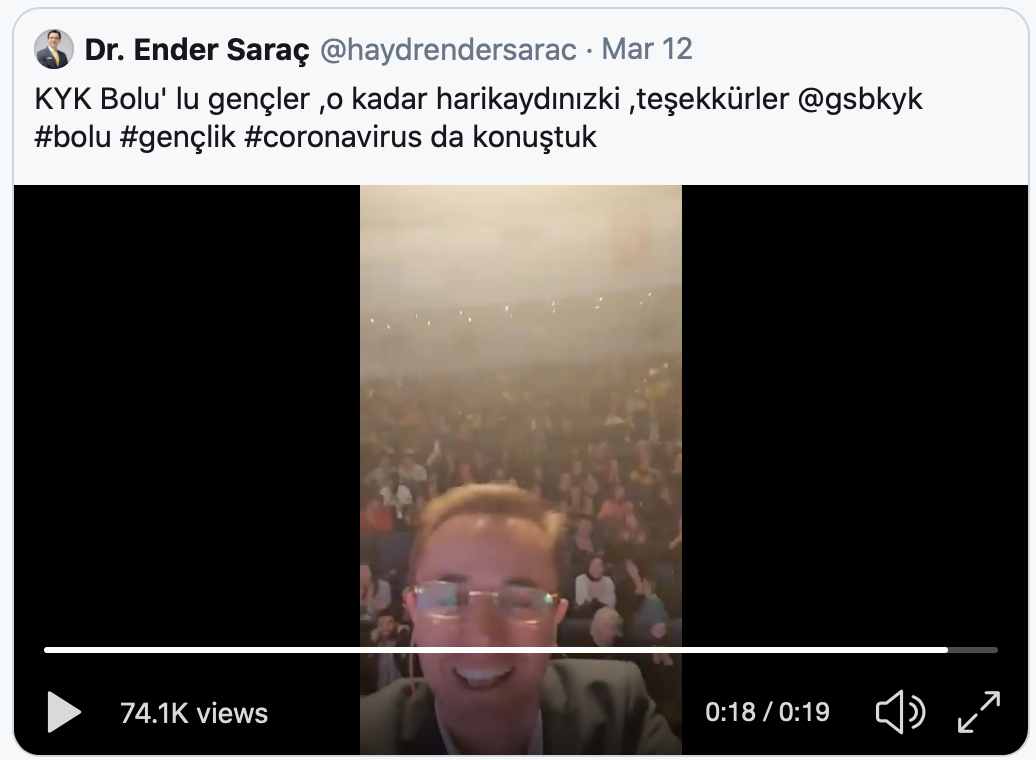 Dr. Ender Saraç @haydrendersarac · Mar 12
KYK Bolu' lu gençler ,o kadar harikaydınızki ,teşekkürler @gsbkyk
#bolu #gençlik #coronavirus da konuştuk
74.1K views 0:18 / 0:19